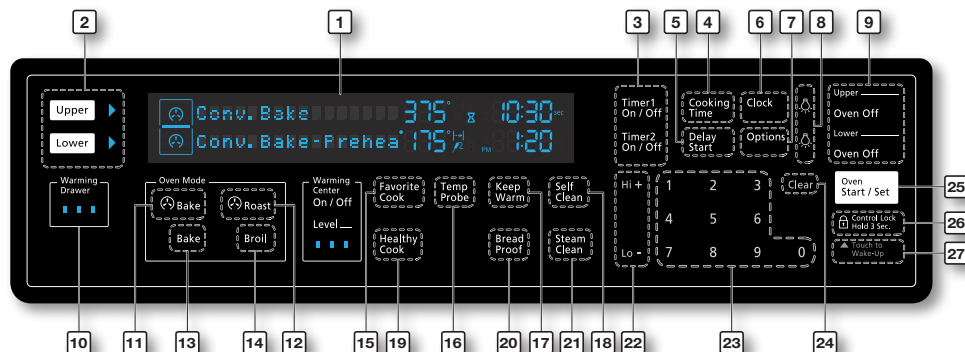 2
1
3
5
4
6
7
8
9
Upper
Lower
Conv. Bake 375° 10:30 sec
Conv. Bake-Prehea 175° PM 1:20
Timer1
On / Off
Timer2
On / Off
Cooking
Time
Delay
Start
Clock
Options
Upper
Oven Off
Lower
Oven Off
Warming
Drawer
Oven Mode
Bake
Roast
Bake
Broil
Warming
Center
On / Off
Level
Favorite
Cook
Temp
Probe
Keep
Warm
Self
Clean
Healthy
Cook
Bread
Proof
Steam
Clean
Hi +
Lo -
1 2 3
4 5 6
7 8 9 0
Clear
Oven
Start / Set
Control Lock
Hold 3 Sec.
Touch to
Wake-Up
25
26
27
10
11
13
14
12
15
19
16
20
17
21
18
22
23
24